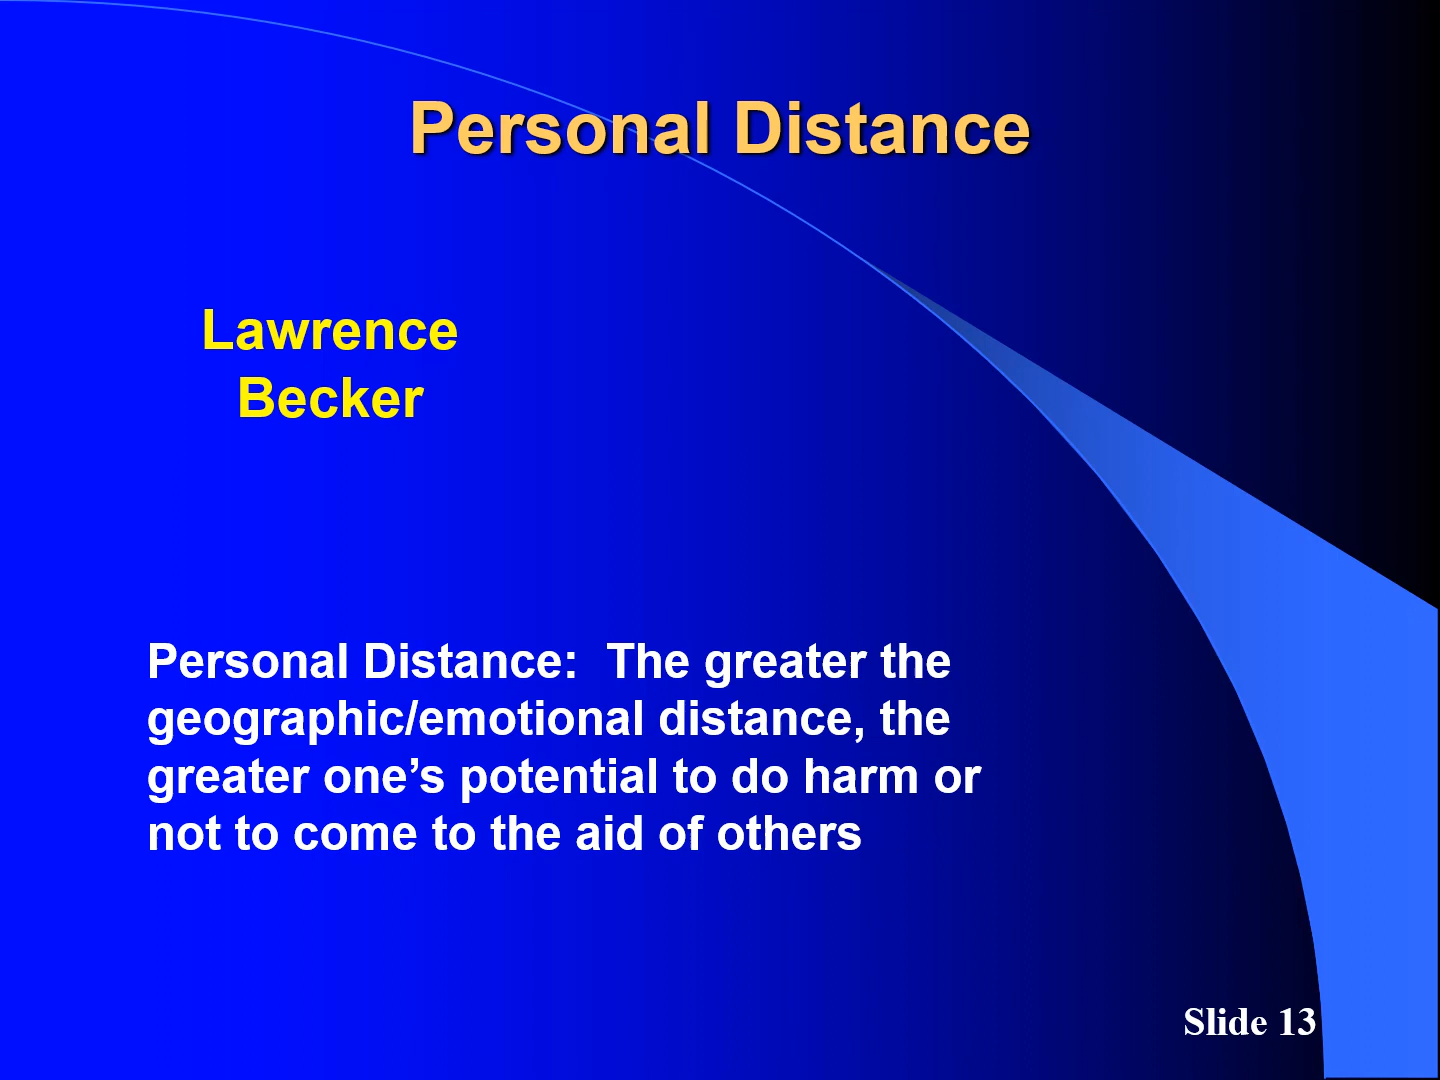 Personal Distance
Lawrence
Becker
Personal Distance:  The greater the
geographic/emotional distance, the
greater one’s potential to do harm or
not to come to the aid of others
Slide 13